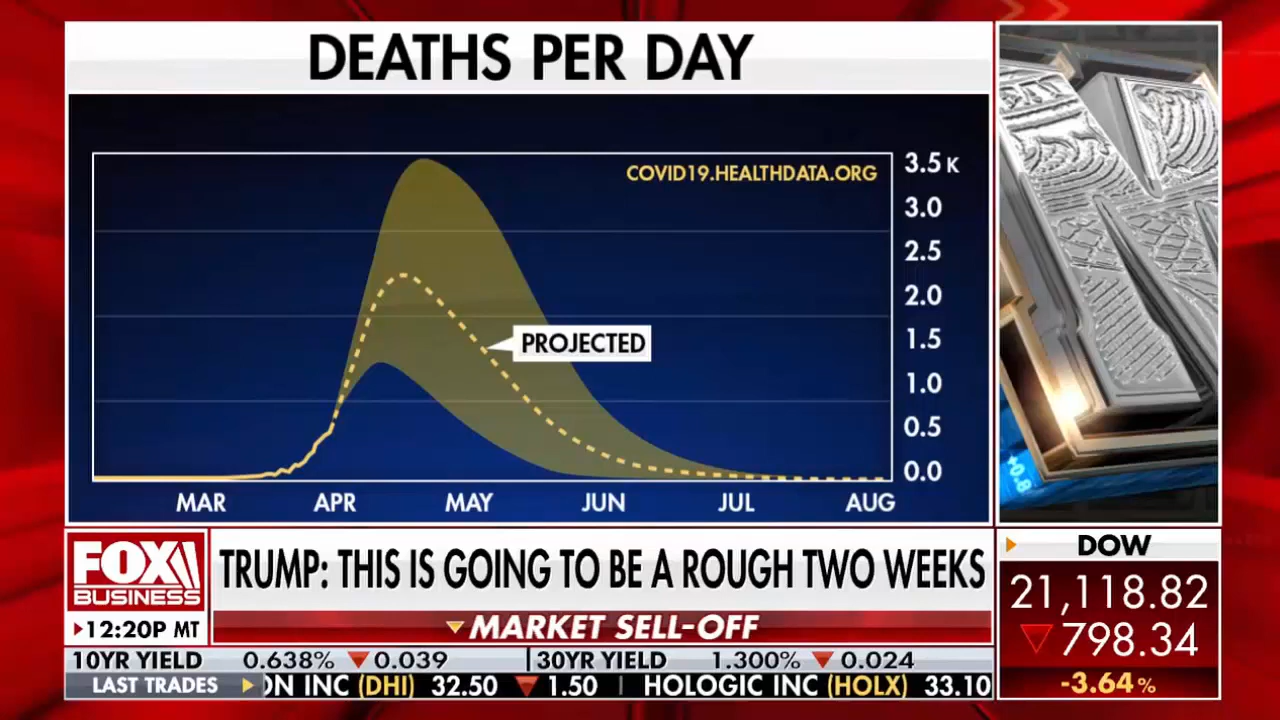 DEATHS PER DAY
COVID19.HEALTHDATA.ORG
3.5 K
3.0
2.5
2.0
1.5
1.0
0.5
0.0
PROJECTED
MAR APR MAY JUN JUL AUG
FOX
BUSINESS
12:20P MT
TRUMP: THIS IS GOING TO BE A ROUGH TWO WEEKS
MARKET SELL-OFF
DOW
21,118.82
798.34
-3.64%
10YR YIELD 0.638% 0.039 30YR YIELD 1.300% 0.024
LAST TRADES ON INC (DHI) 32.50 1.50 HOLOGIC INC (HOLX) 33.10
+0.8